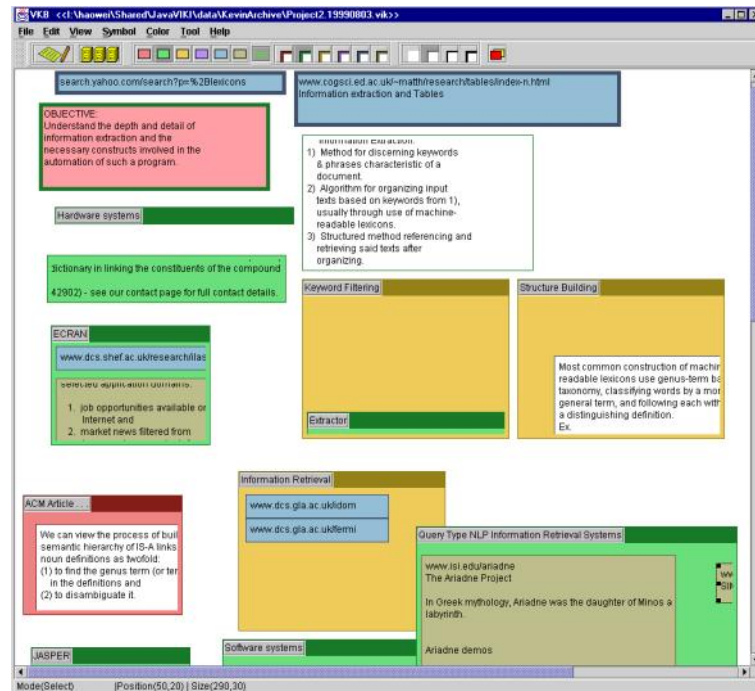 VKB <<I:\haowei\Shared\JavaVIKI\data\KevinArchive\Project2.19990803.vik>>
File Edit View Symbol Color Tool Help
search.yahoo.com/search?p=%2Blexicons
www.cogsci.ed.ac.uk/~matth/research/tables/index-n.html
Information extraction and Tables
OBJECTIVE:
Understand the depth and detail of
information extraction and the
necessary constructs involved in the
automation of such a program.
Information Extraction:
1) Method for discerning keywords
& phrases characteristic of a
document.
2) Algorithm for organizing input
texts based on keywords from 1),
usually through use of machine-
readable lexicons.
3) Structured method referencing and
retrieving said texts after
organizing.
Hardware systems
dictionary in linking the constituents of the compound
42902) - see our contact page for full contact details.
Keyword Filtering
Extractor
Structure Building
Most common construction of machin
readable lexicons use genus-term ba
taxonomy, classifying words by a mor
general term, and following each with
a distinguishing definition.
Ex.
ECRAN
www.dcs.shef.ac.uk/research/ilas
selected application domains:
1. job opportunities available on
Internet and
2. market news filtered from
Information Retrieval
www.dcs.gla.ac.uk/idom
www.dcs.gla.ac.uk/fermi
ACM Article . . .
We can view the process of buil
semantic hierarchy of IS-A links
noun definitions as twofold:
(1) to find the genus term (or ter
in the definitions and
(2) to disambiguate it.
Query Type NLP Information Retrieval Systems
www.isi.edu/ariadne
The Ariadne Project
In Greek mythology, Ariadne was the daughter of Minos a
labyrinth.
Ariadne demos
JASPER
Software systems
Mode(Select) |Position(50,20) | Size(290,30)